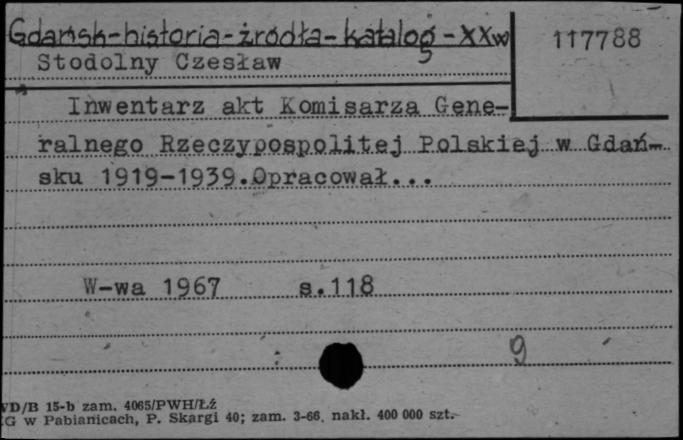 Gdańsk-historia-źródła-katalog-XXw
117788
Stodolny Czesław
Inwentarz akt Komisarza Gene-
ralnego Rzeczypospolitej Polskiej w Gdań-
sku 1919-1939.Opracował...
W-wa 1967 s.118
9
VD/B 15-b zam. 4065/PWH/Łź
G w Pabianicach, P. Skargi 40; zam. 3-66. nakł. 400 000 szt.